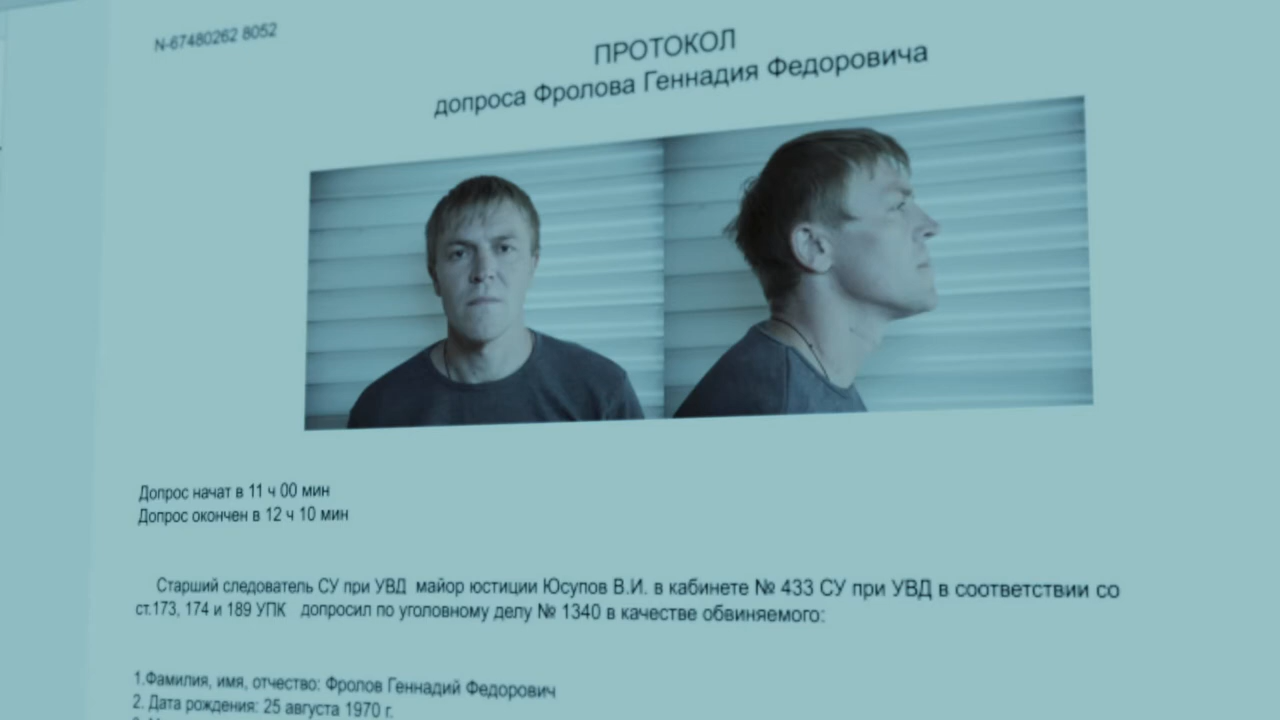 N-67480262 8052
ПРОТОКОЛ
допроса Фролова Геннадия Федоровича
Допрос начат в 11 ч 00 мин
Допрос окончен в 12 ч 10 мин
Старший следователь СУ при УВД майор юстиции Юсупов В.И. в кабинете № 433 СУ при УВД в соответствии со
ст.173, 174 и 189 УПК допросил по уголовному делу № 1340 в качестве обвиняемого:
1.Фамилия, имя, отчество: Фролов Геннадий Федорович
2. Дата рождения: 25 августа 1970 г.